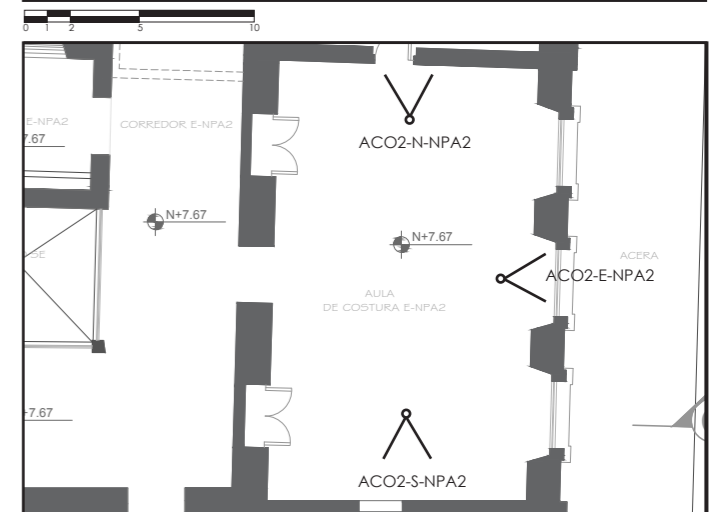 0 1 2 5 10
E-NPA2
7.67
CORREDOR E-NPA2
ACO2-N-NPA2
N+7.67
N+7.67
SE
ACERA
ACO2-E-NPA2
AULA
DE COSTURA E-NPA2
+7.67
ACO2-S-NPA2